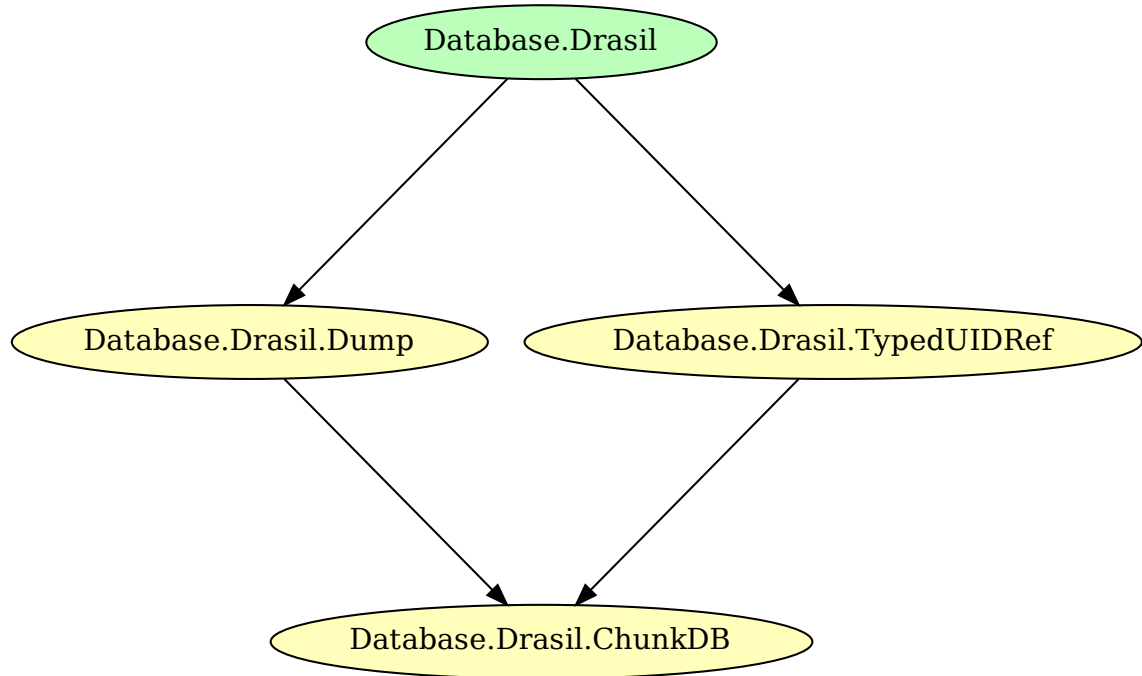 Database.Drasil
Database.Drasil.Dump
Database.Drasil.TypedUIDRef
Database.Drasil.ChunkDB